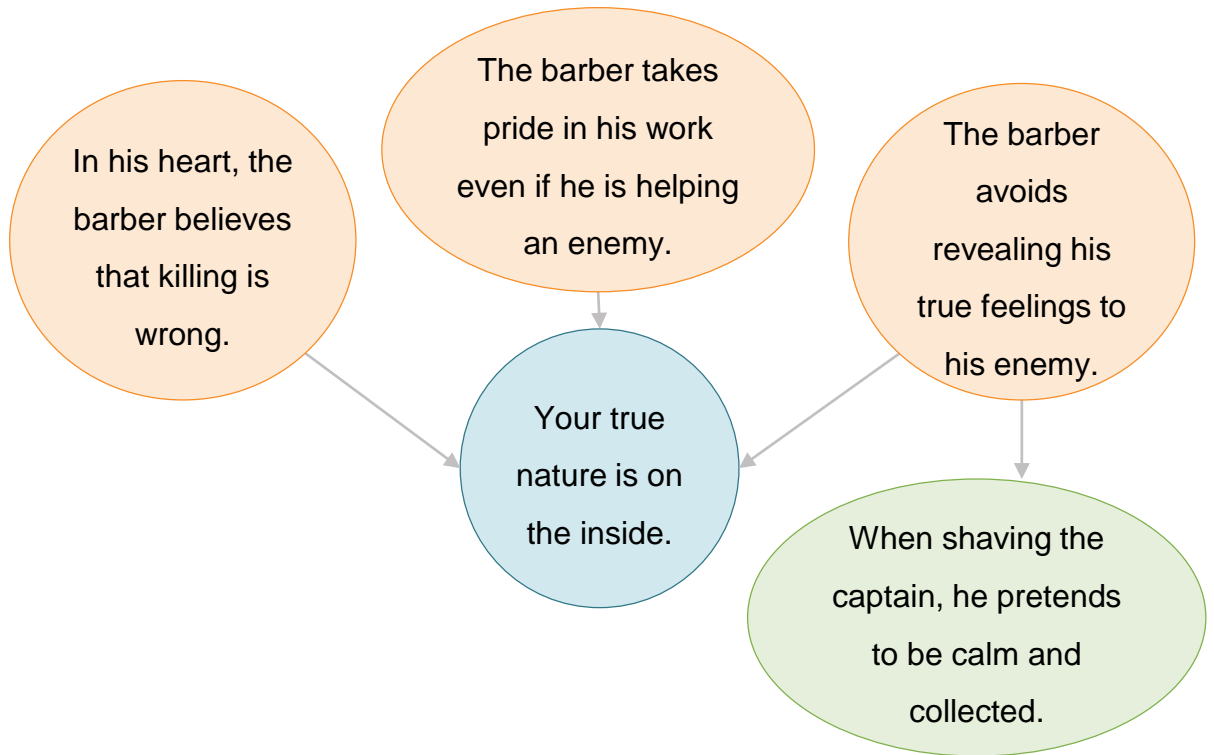 In his heart, the
barber believes
that killing is
wrong.
The barber takes
pride in his work
even if he is helping
an enemy.
The barber
avoids
revealing his
true feelings to
his enemy.
Your true
nature is on
the inside.
When shaving the
captain, he pretends
to be calm and
collected.